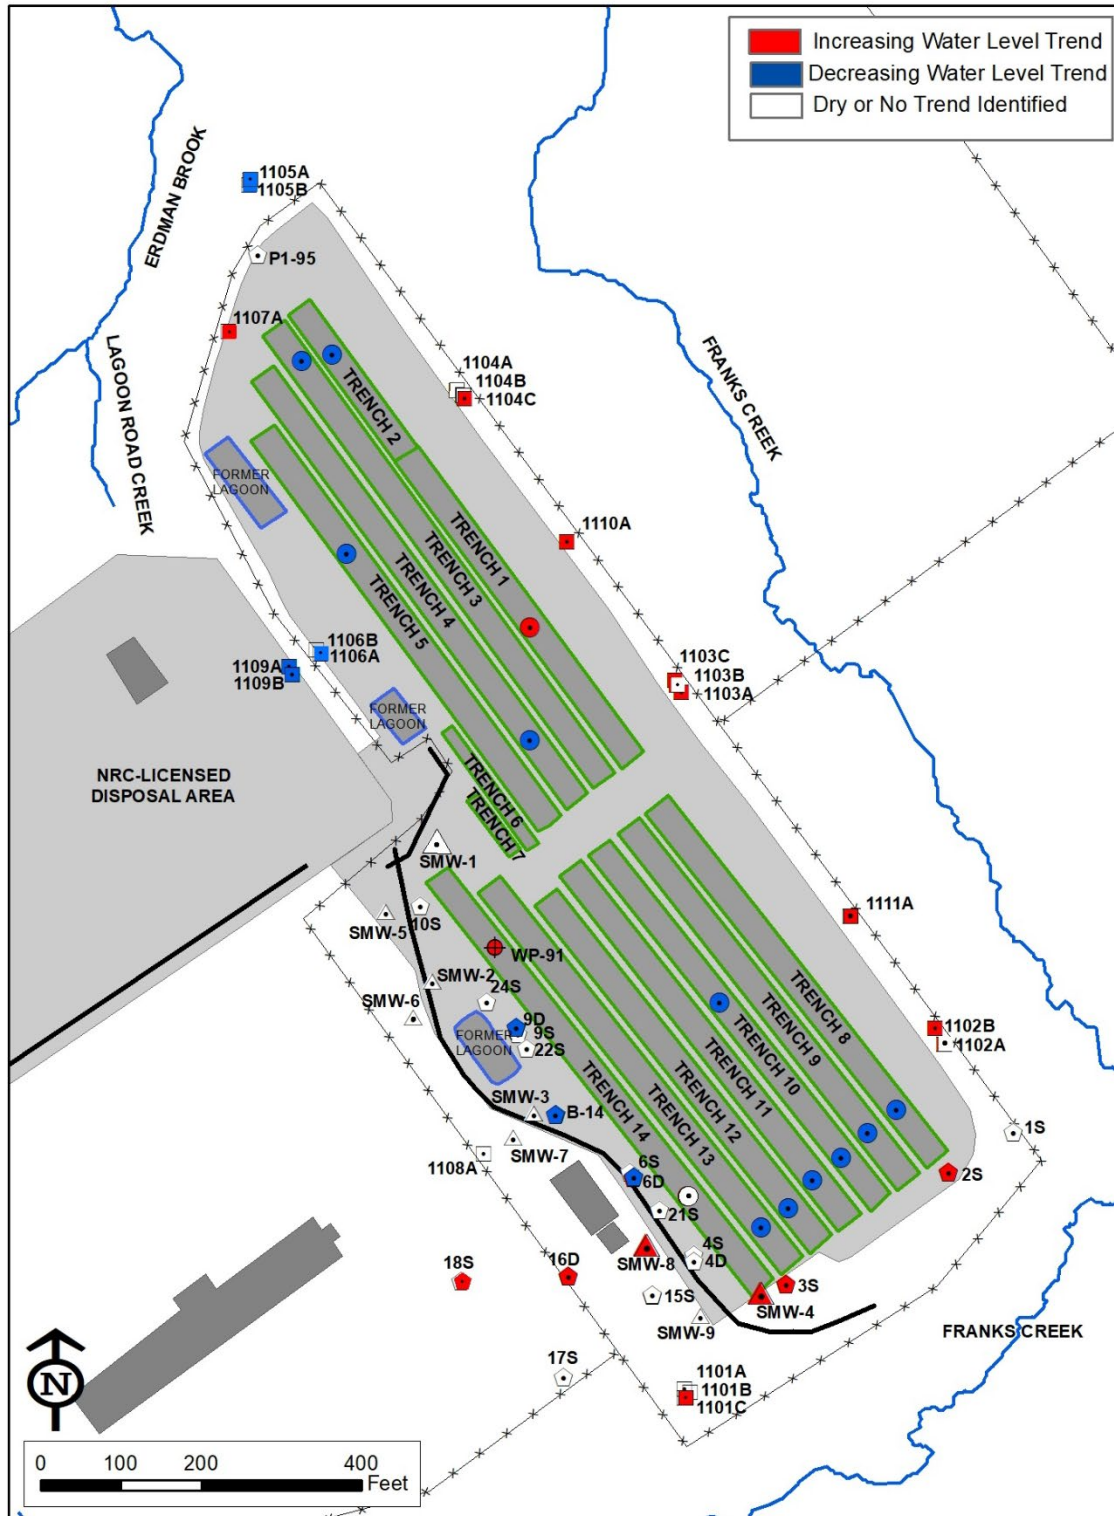 Increasing Water Level Trend
Decreasing Water Level Trend
Dry or No Trend Identified
1105A
1105B
ERDMAN BROOK
P1-95
1107A
LAGOON ROAD CREEK
1104A
1104B
1104C
FRANKS CREEK
TRENCH 2
FORMER
LAGOON
TRENCH 1
TRENCH 3
TRENCH 4
TRENCH 5
1110A
1106B
1106A
1109A
1109B
1103C
1103B
1103A
FORMER
LAGOON
NRC-LICENSED
DISPOSAL AREA
TRENCH 6
TRENCH 7
SMW-1
10S
SMW-5
1111A
WP-91
SMW-2
24S
SMW-6
9D
9S
22S
FORMER
LAGOON
TRENCH 8
TRENCH 9
TRENCH 10
TRENCH 11
TRENCH 12
TRENCH 13
TRENCH 14
1102B
1102A
SMW-3
B-14
SMW-7
1108A
1S
2S
6S
6D
21S
4S
4D
SMW-8
18S
16D
15S
3S
SMW-4
SMW-9
FRANKS CREEK
17S
1101A
1101B
1101C
N
0 100 200 400
Feet